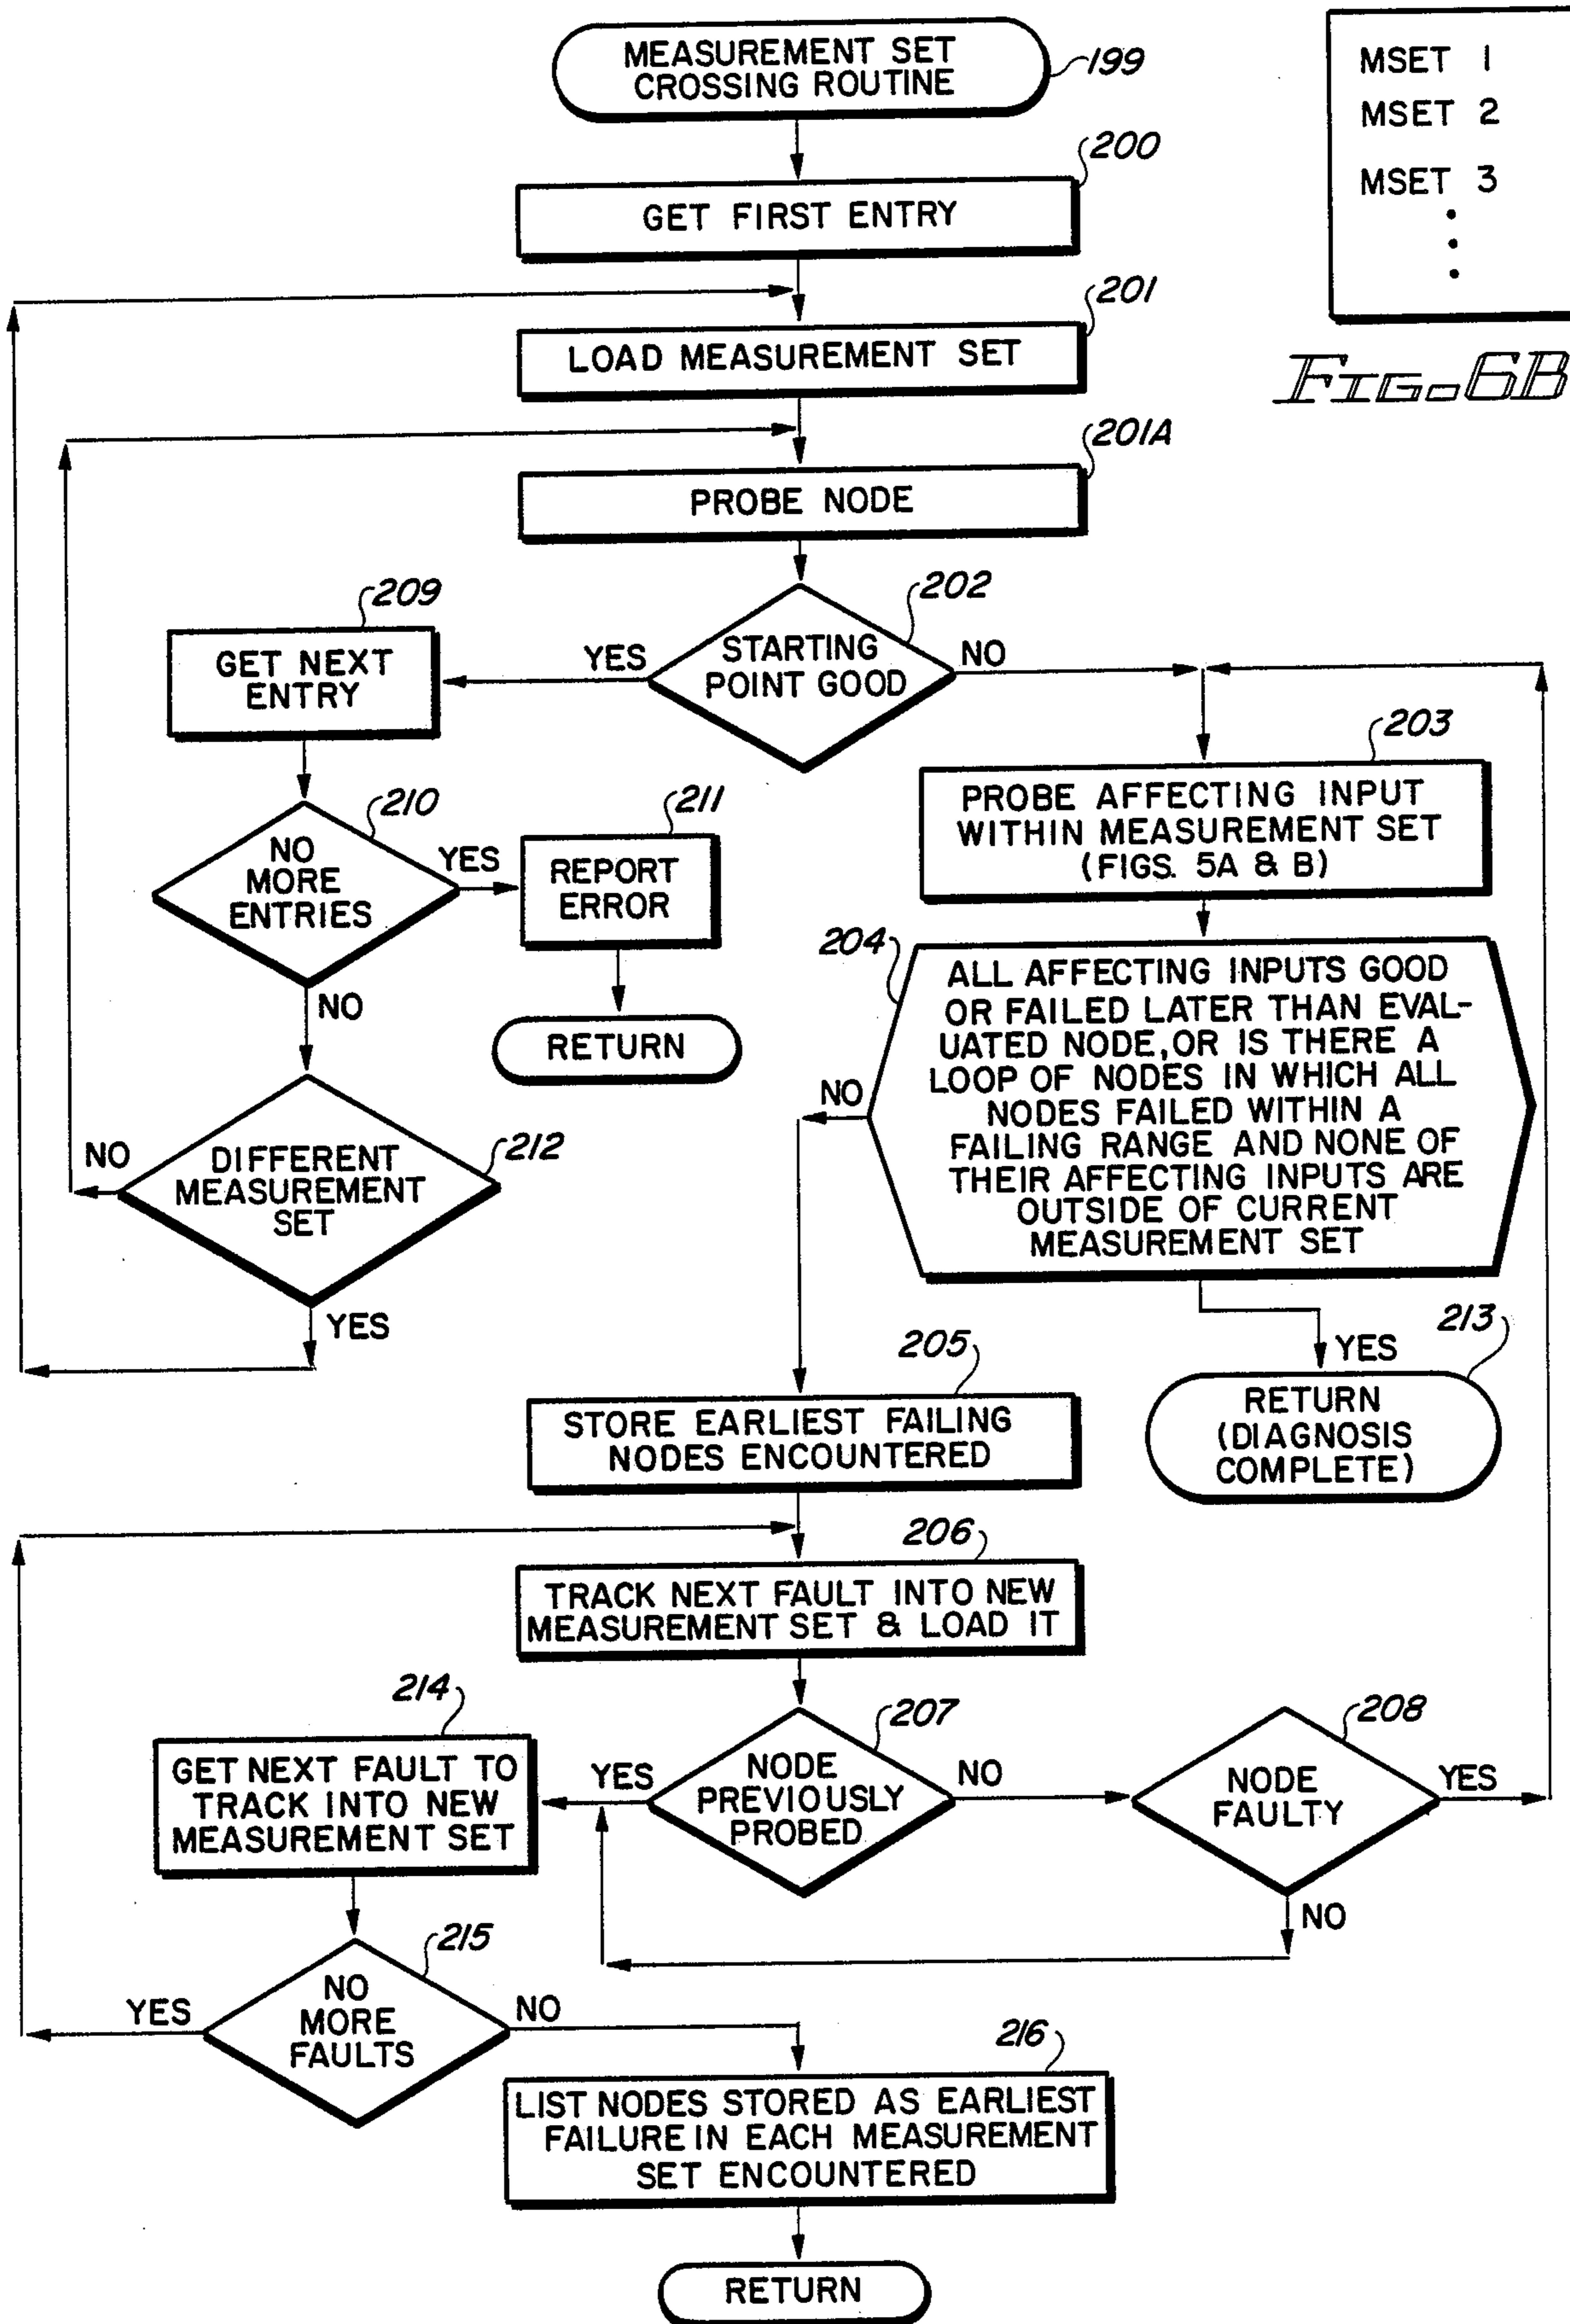 MEASUREMENT SET
CROSSING ROUTINE
199
MSET 1
MSET 2
MSET 3
FIG. 6B
200
GET FIRST ENTRY
201
LOAD MEASUREMENT SET
201A
PROBE NODE
202
STARTING
POINT GOOD
YES
NO
209
GET NEXT
ENTRY
210
NO
MORE
ENTRIES
YES
NO
211
REPORT
ERROR
RETURN
212
DIFFERENT
MEASUREMENT
SET
NO
YES
203
PROBE AFFECTING INPUT
WITHIN MEASUREMENT SET
(FIGS. 5A & B)
204
ALL AFFECTING INPUTS GOOD
OR FAILED LATER THAN EVAL-
UATED NODE, OR IS THERE A
LOOP OF NODES IN WHICH ALL
NODES FAILED WITHIN A
FAILING RANGE AND NONE OF
THEIR AFFECTING INPUTS ARE
OUTSIDE OF CURRENT
MEASUREMENT SET
NO
YES
213
RETURN
(DIAGNOSIS
COMPLETE)
205
STORE EARLIEST FAILING
NODES ENCOUNTERED
206
TRACK NEXT FAULT INTO NEW
MEASUREMENT SET & LOAD IT
207
NODE
PREVIOUSLY
PROBED
YES
NO
208
NODE
FAULTY
YES
NO
214
GET NEXT FAULT TO
TRACK INTO NEW
MEASUREMENT SET
215
NO
MORE
FAULTS
YES
NO
216
LIST NODES STORED AS EARLIEST
FAILURE IN EACH MEASUREMENT
SET ENCOUNTERED
RETURN